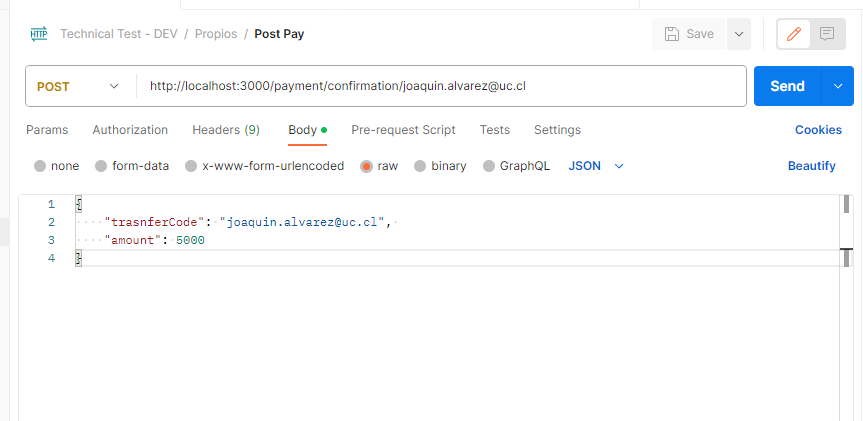 HTTP Technical Test - DEV / Propios / Post Pay Save
POST http://localhost:3000/payment/confirmation/joaquin.alvarez@uc.cl Send
Params Authorization Headers (9) Body Pre-request Script Tests Settings Cookies
none form-data x-www-form-urlencoded raw binary GraphQL JSON Beautify
1 {
2 "trasnferCode": "joaquin.alvarez@uc.cl",
3 "amount": 5000
4 }